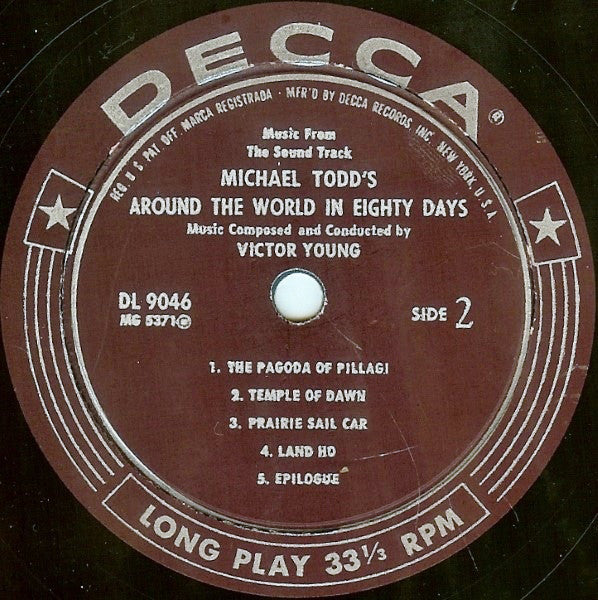 DECCA®
REG. U.S. PAT. OFF. MARCA REGISTRADA • MFR'D BY DECCA RECORDS, INC., NEW YORK, U.S.A.
Music From
The Sound Track
MICHAEL TODD'S
AROUND THE WORLD IN EIGHTY DAYS
Music Composed and Conducted by
VICTOR YOUNG
DL 9046
MG 5371
SIDE 2
1. THE PAGODA OF PILLAGI
2. TEMPLE OF DAWN
3. PRAIRIE SAIL CAR
4. LAND HO
5. EPILOGUE
LONG PLAY 33⅓ RPM